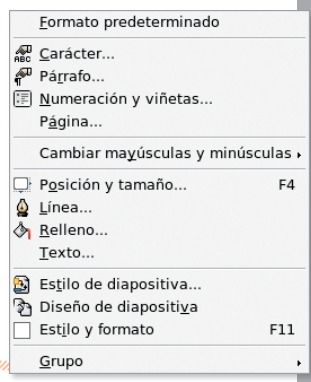 Formato predeterminado
Carácter...
Párrafo...
Numeración y viñetas...
Página...
Cambiar mayúsculas y minúsculas
Posición y tamaño... F4
Línea...
Relleno...
Texto...
Estilo de diapositiva...
Diseño de diapositiva
Estilo y formato F11
Grupo